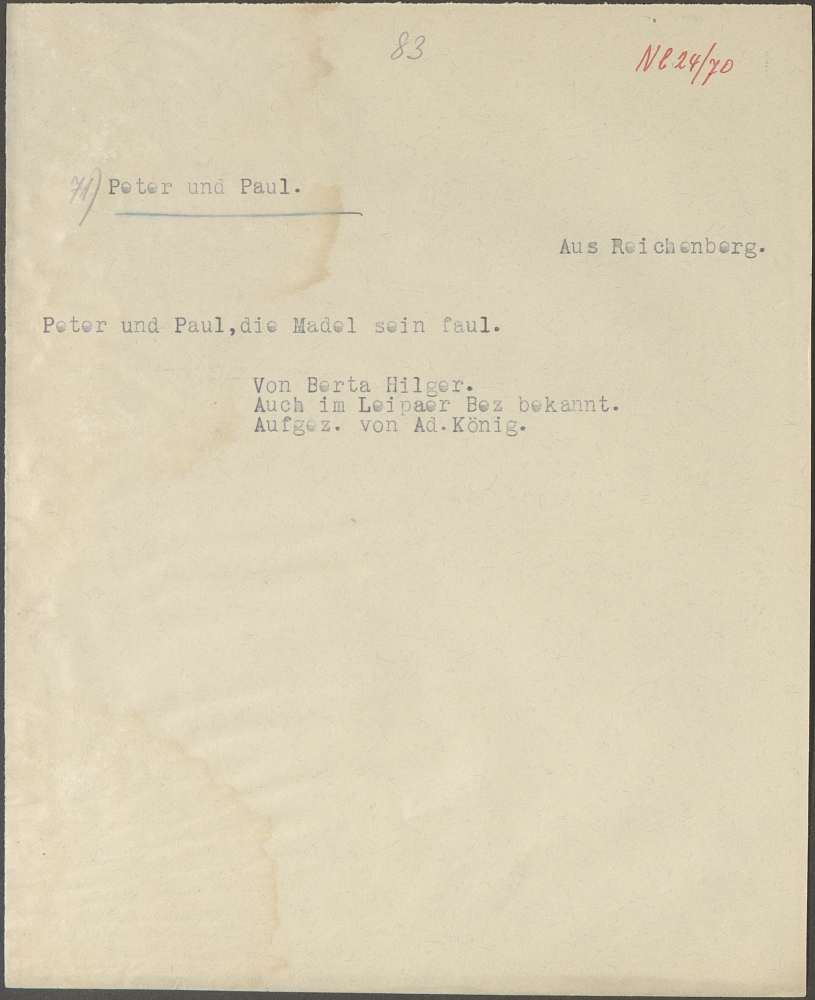 83
Nl 24/70
71) Peter und Paul.
Aus Reichenberg.
Peter und Paul,die Madel sein faul.
Von Berta Hilger.
Auch im Leipaer Bez bekannt.
Aufgez. von Ad.König.